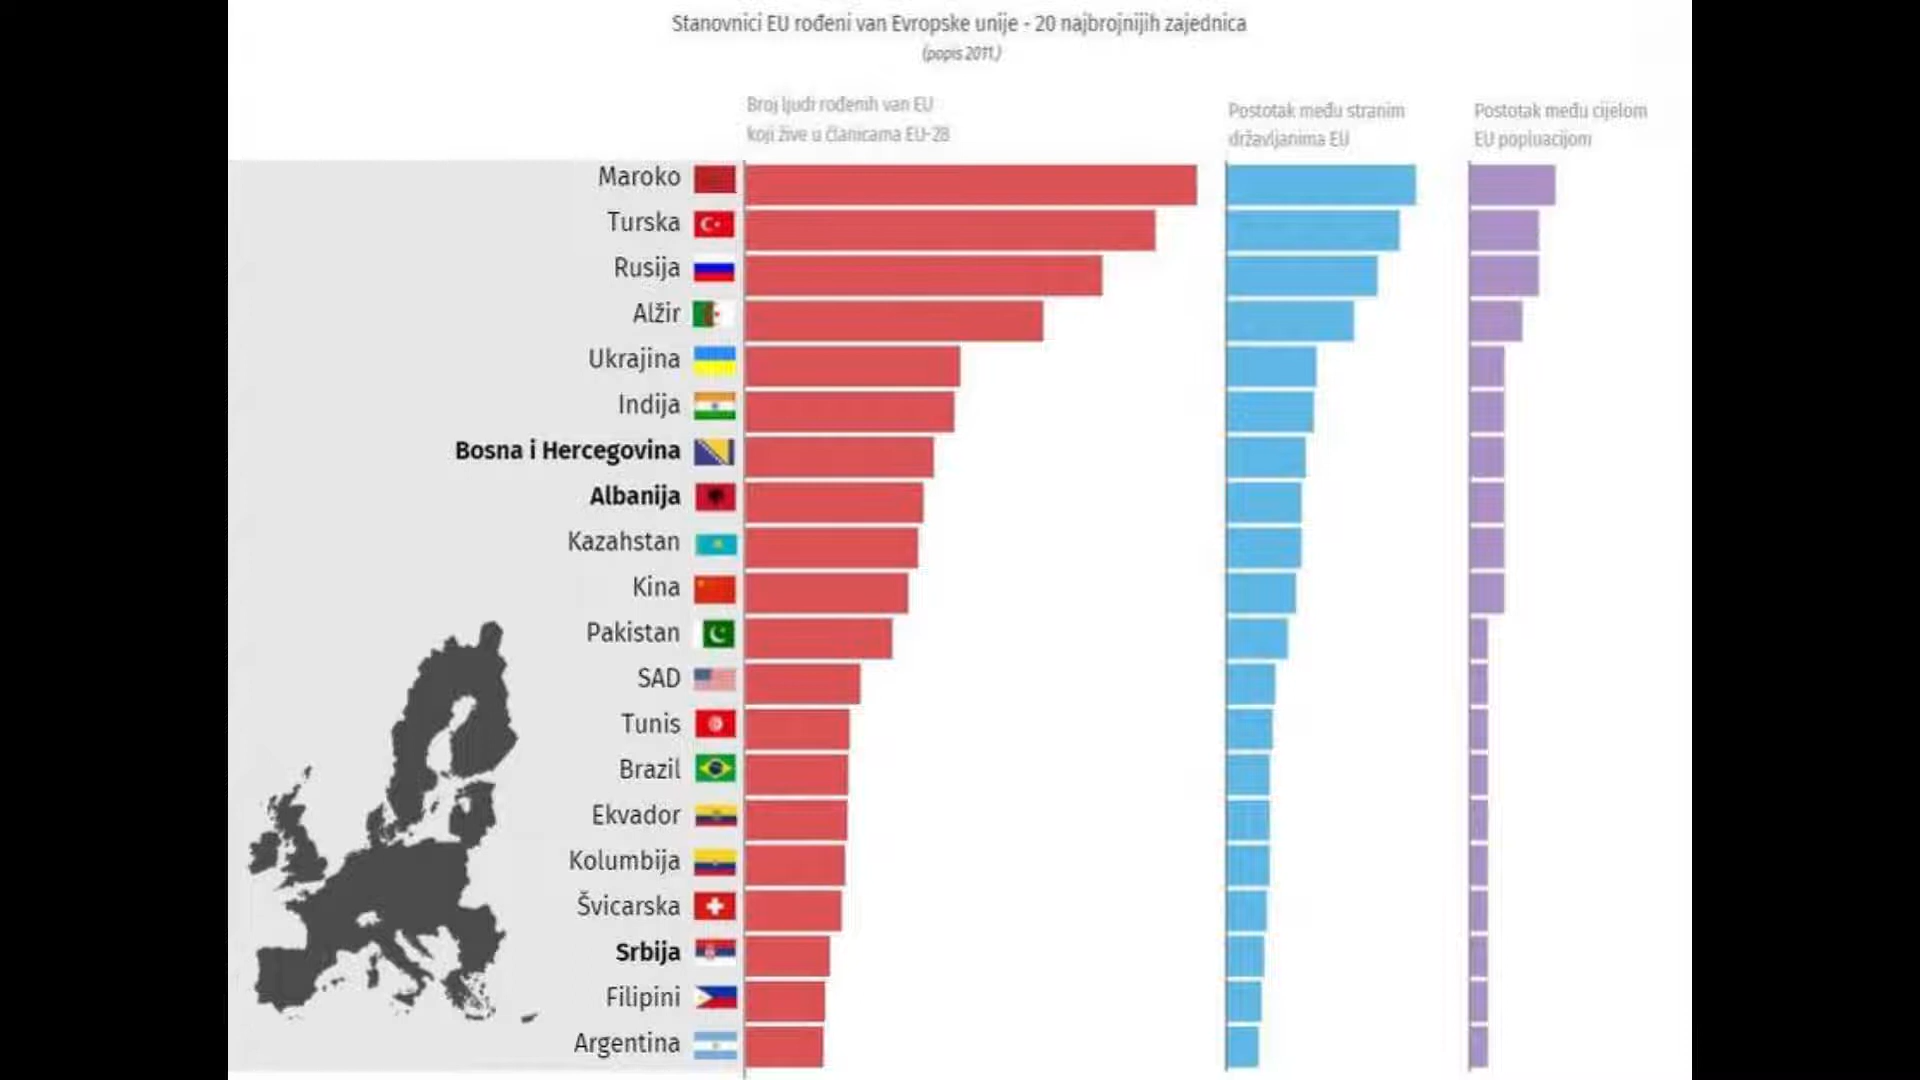 Stanovnici EU rođeni van Evropske unije - 20 najbrojnijih zajednica
(popis 2011.)
Broj ljudi rođenih van EU
koji žive u članicama EU-28
Postotak među stranim
državljanima EU
Postotak među cijelom
EU popluacijom
Maroko
Turska
Rusija
Alžir
Ukrajina
Indija
Bosna i Hercegovina
Albanija
Kazahstan
Kina
Pakistan
SAD
Tunis
Brazil
Ekvador
Kolumbija
Švicarska
Srbija
Filipini
Argentina